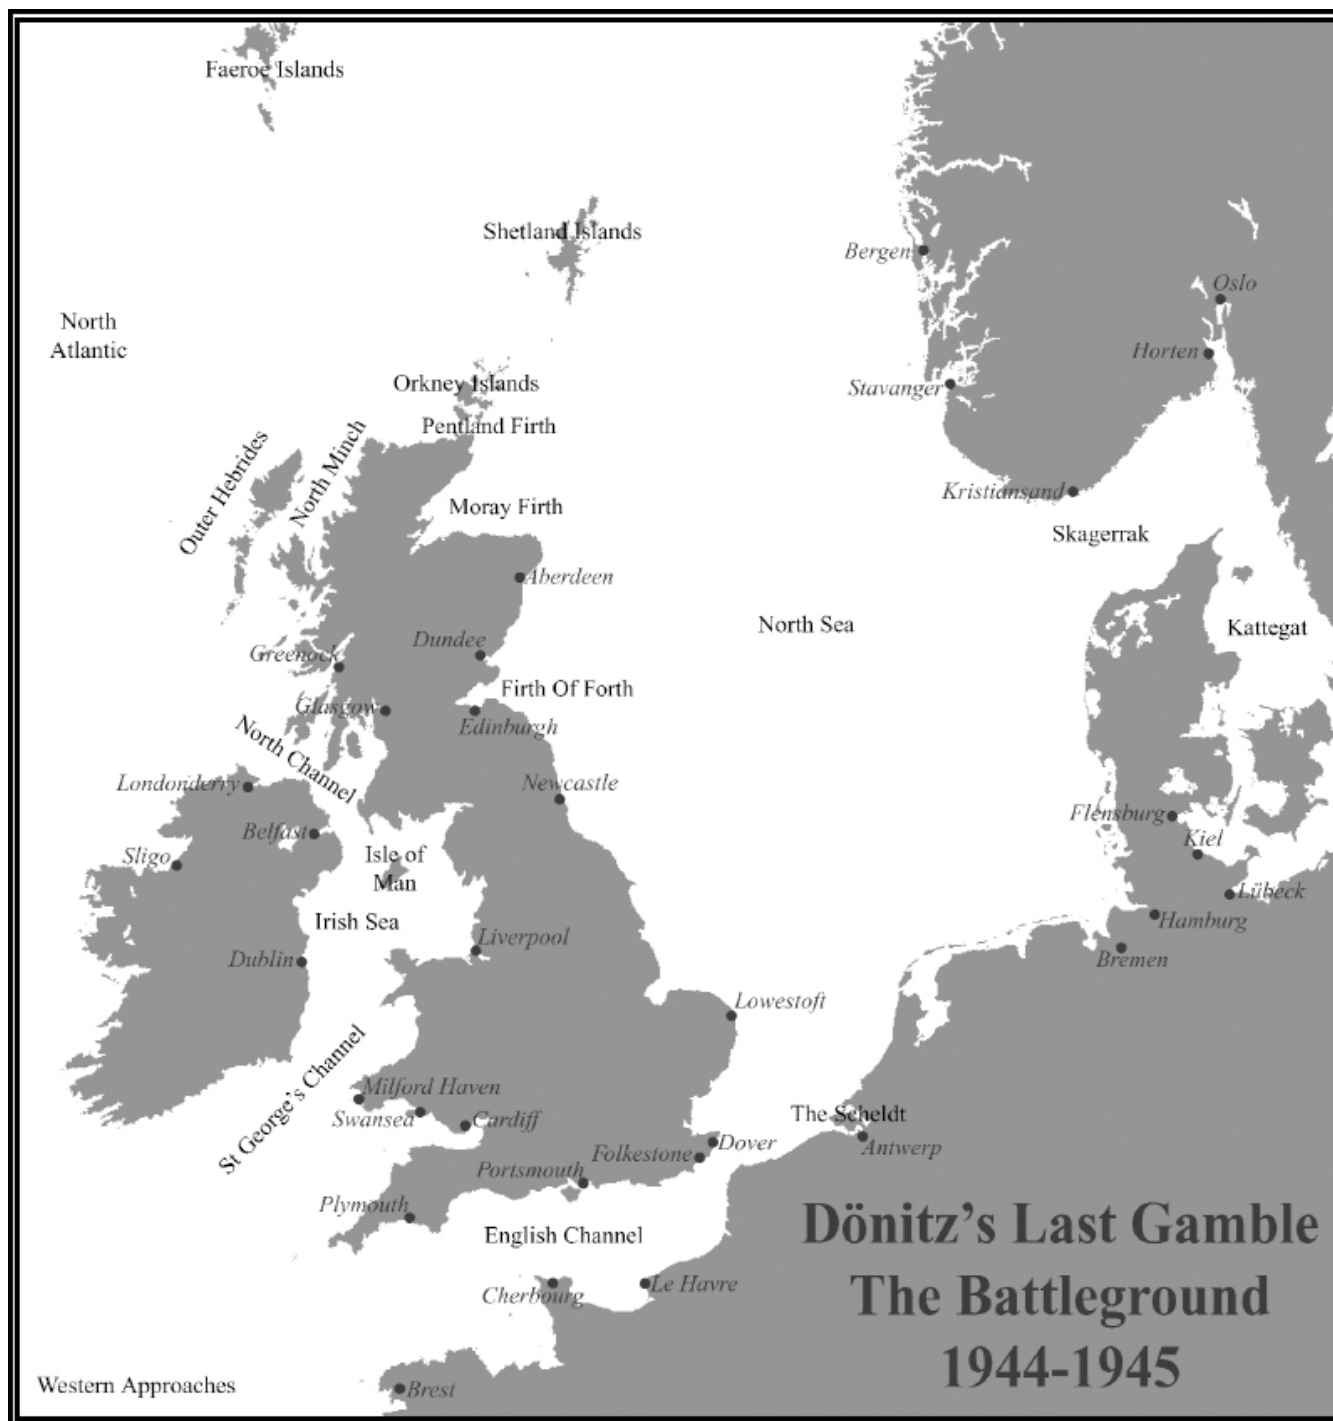 Faeroe Islands
Shetland Islands
Bergen
Oslo
North
Atlantic
Horten
Orkney Islands
Stavanger
Pentland Firth
Outer Hebrides
North Minch
Kristiansand
Moray Firth
Skagerrak
Aberdeen
North Sea
Kattegat
Dundee
Greenock
Firth Of Forth
Glasgow
Edinburgh
North Channel
Londonderry
Newcastle
Flensburg
Belfast
Kiel
Sligo
Isle of
Man
Lübeck
Irish Sea
Hamburg
Liverpool
Dublin
Bremen
Lowestoft
St George's Channel
Milford Haven
Swansea
Cardiff
The Scheldt
Dover
Antwerp
Folkestone
Portsmouth
Plymouth
English Channel
Cherbourg
Le Havre
Dönitz’s Last Gamble
The Battleground
1944-1945
Western Approaches
Brest